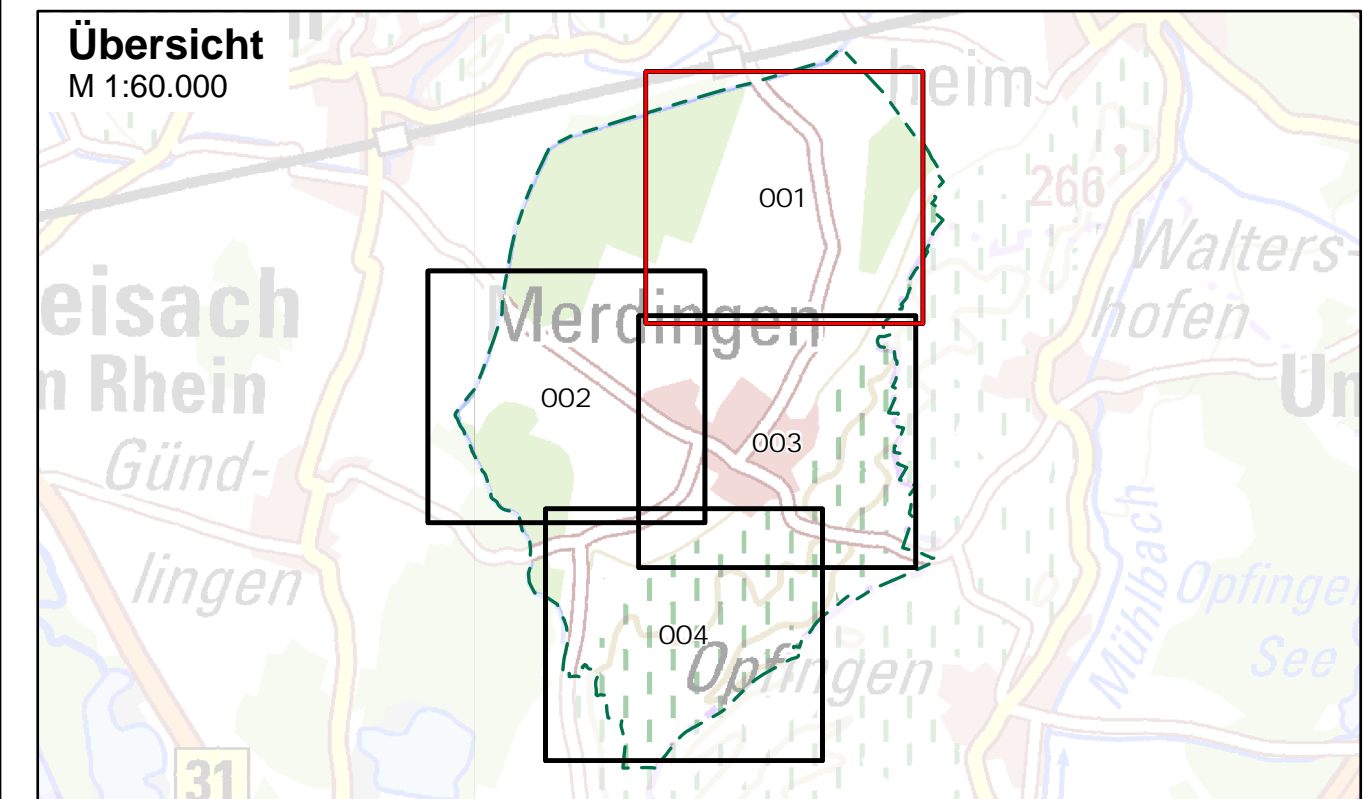 Übersicht
M 1:60.000
heim
001
266
Walters-
hofen
eisach
m Rhein
Merdingen
002
003
Günd-
lingen
Mühlbach
Opfinger
See
004
Opfingen
31